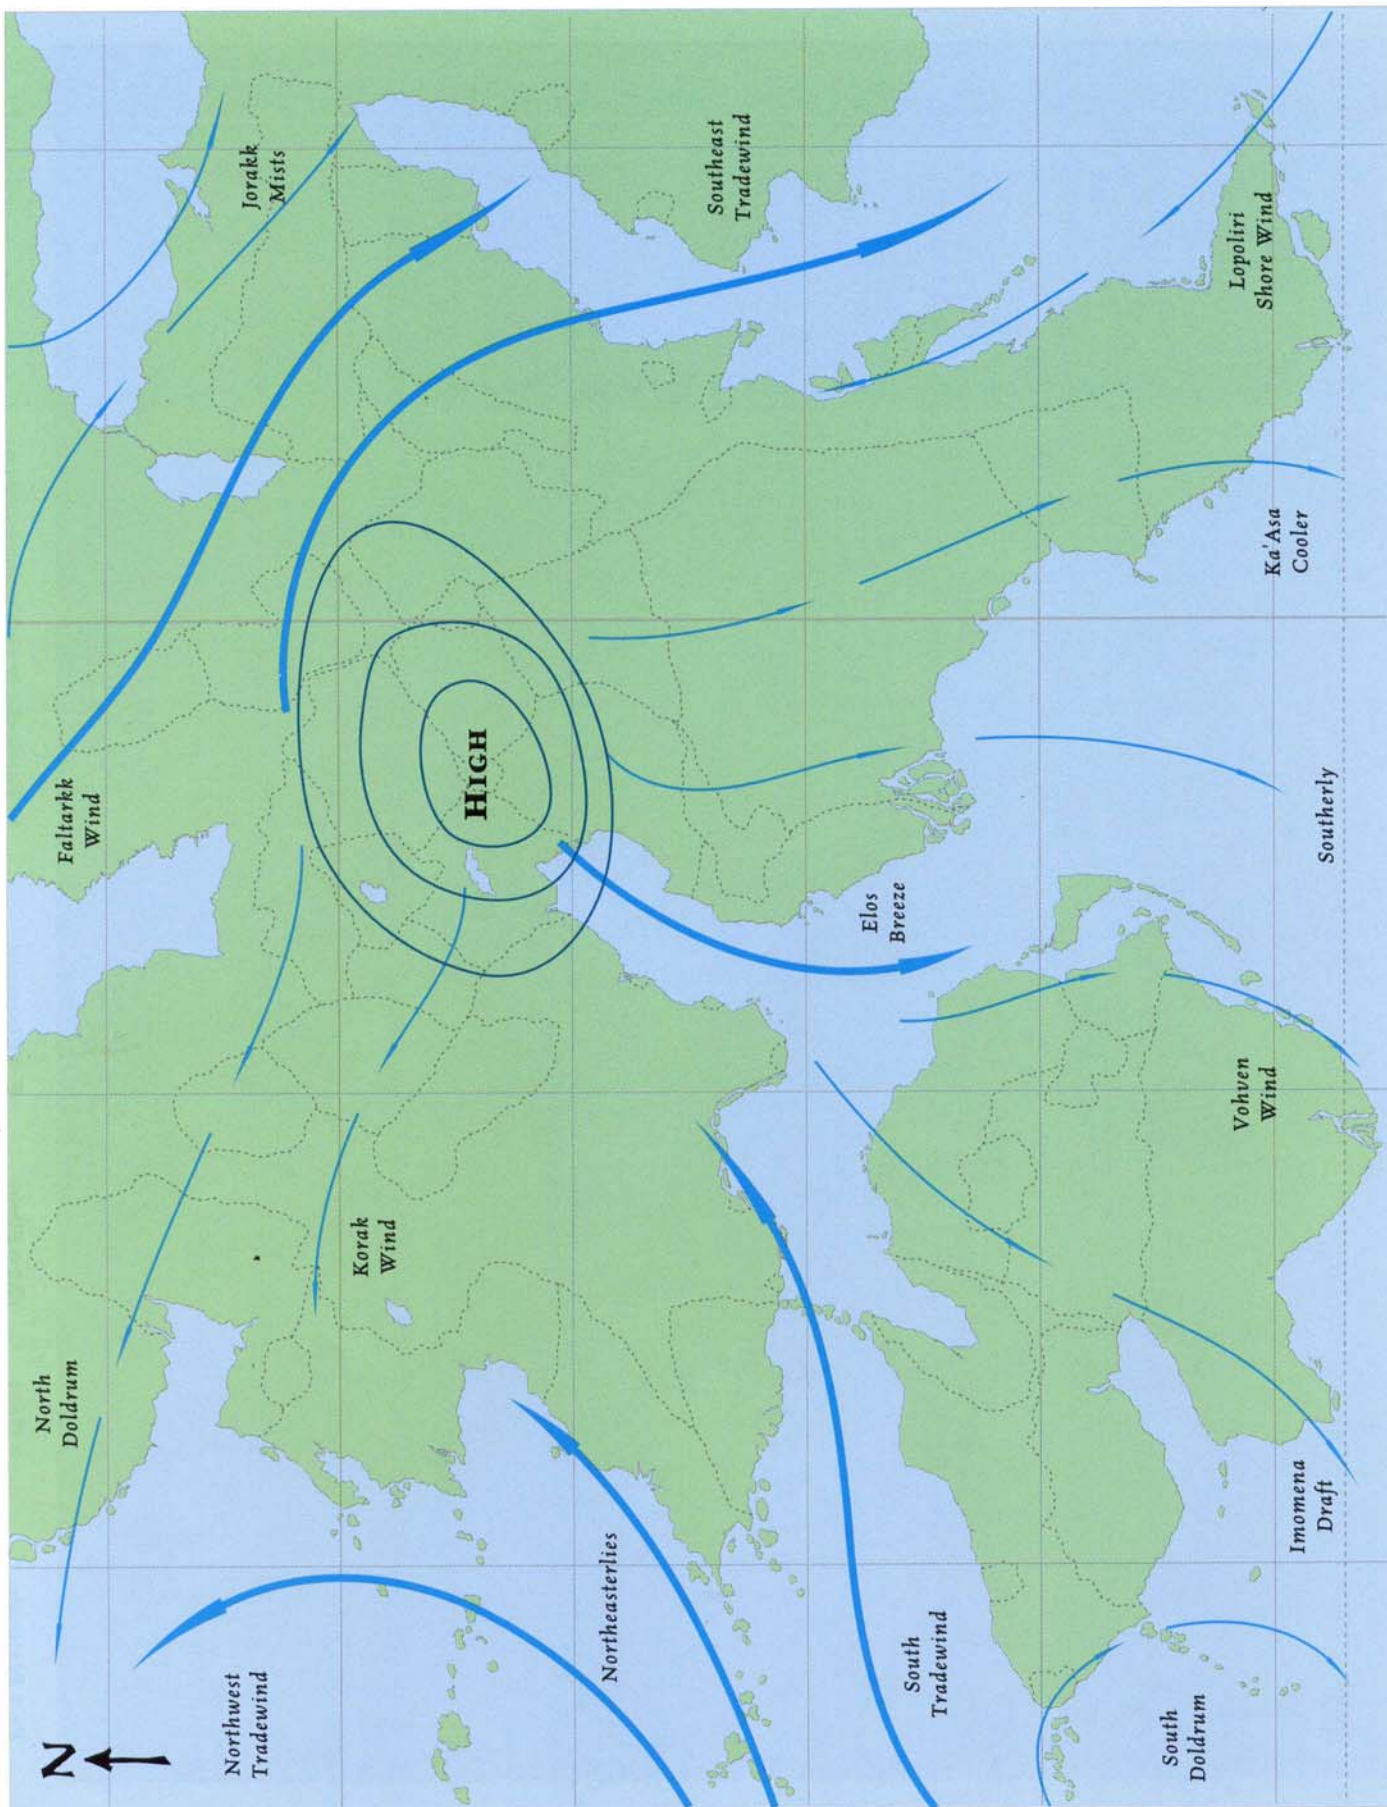 N
North
Doldrum
Faltarkk
Wind
Northwest
Tradewind
Jorakk
Mists
Korak
Wind
HIGH
Northeasterlies
Southeast
Tradewind
Elos
Breeze
South
Tradewind
South
Doldrum
Vohven
Wind
Lopoliri
Shore Wind
Imomena
Draft
Ka'Asa
Cooler
Southerly